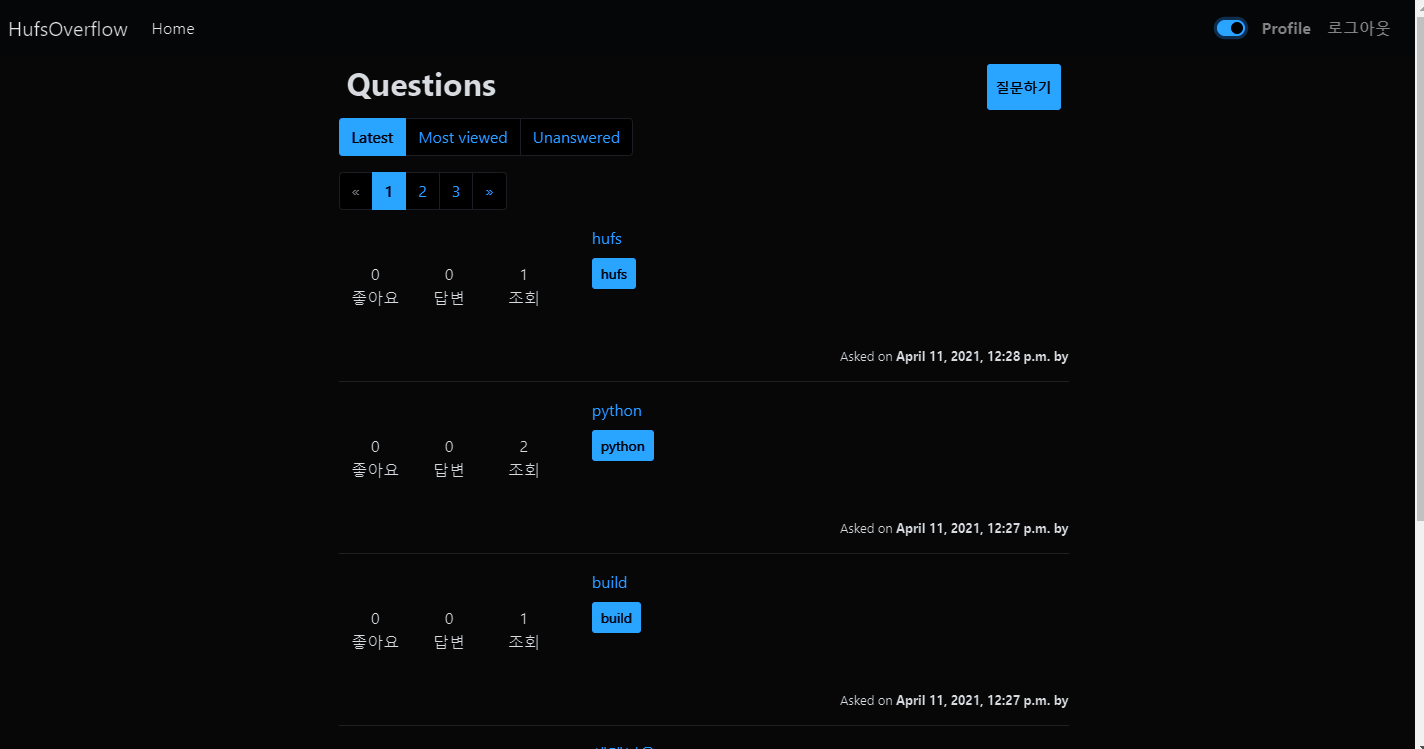 HufsOverflow Home Profile 로그아웃
Questions 질문하기
Latest Most viewed Unanswered
« 1 2 3 »
hufs
hufs
0 0 1
좋아요 답변 조회
Asked on April 11, 2021, 12:28 p.m. by
python
python
0 0 2
좋아요 답변 조회
Asked on April 11, 2021, 12:27 p.m. by
build
build
0 0 1
좋아요 답변 조회
Asked on April 11, 2021, 12:27 p.m. by